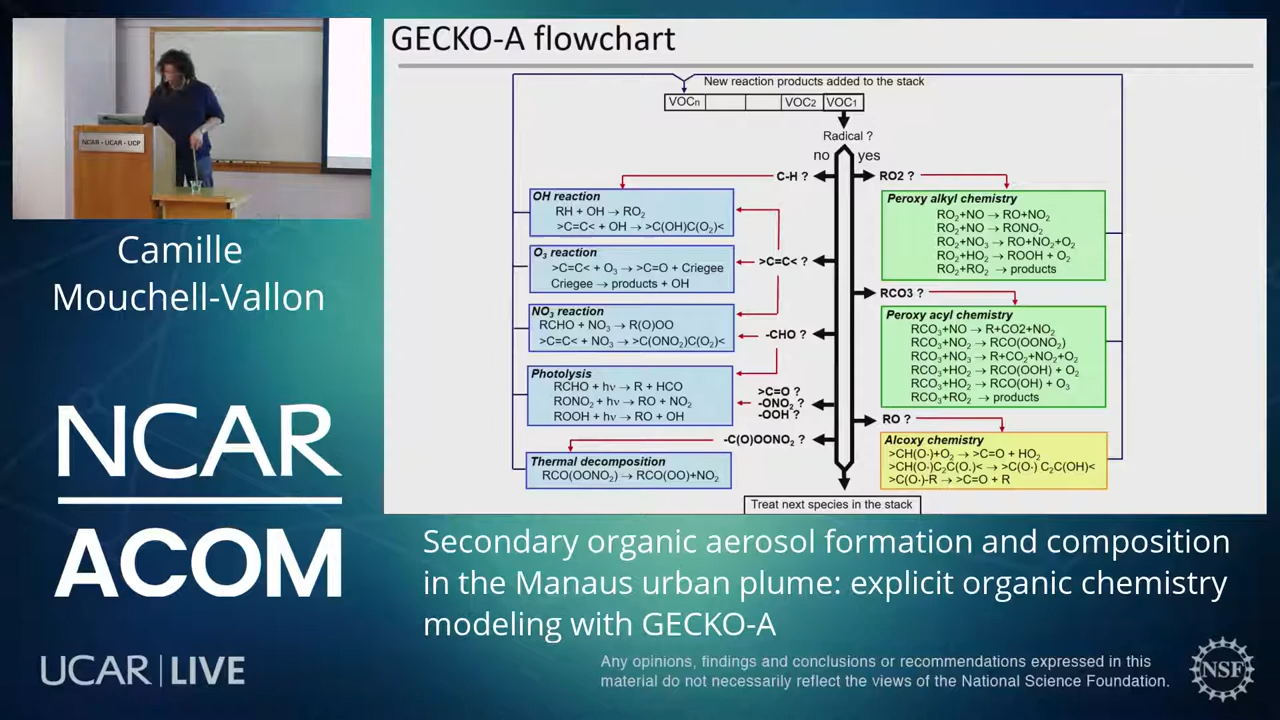 GECKO-A flowchart
New reaction products added to the stack
VOCn VOC2 VOC1
Radical ?
no yes
C-H ?
RO2 ?
OH reaction
RH + OH → RO₂
>C=C< + OH → >C(OH)C(O₂)<
O₃ reaction
>C=C< + O₃ → >C=O + Criegee
Criegee → products + OH
>C=C< ?
NO₃ reaction
RCHO + NO₃ → R(O)OO
>C=C< + NO₃ → >C(ONO₂)C(O₂)<
-CHO ?
Photolysis
RCHO + hν → R + HCO
RONO₂ + hν → RO + NO₂
ROOH + hν → RO + OH
>C=O ?
-ONO₂ ?
-OOH ?
-C(O)OONO₂ ?
Thermal decomposition
RCO(OONO₂) → RCO(OO)+NO₂
Peroxy alkyl chemistry
RO₂+NO → RO+NO₂
RO₂+NO → RONO₂
RO₂+NO₃ → RO+NO₂+O₂
RO₂+HO₂ → ROOH + O₂
RO₂+RO₂ → products
RCO3 ?
Peroxy acyl chemistry
RCO₃+NO → R+CO2+NO₂
RCO₃+NO₂ → RCO(OONO₂)
RCO₃+NO₃ → R+CO₂+NO₂+O₂
RCO₃+HO₂ → RCO(OOH) + O₂
RCO₃+HO₂ → RCO(OH) + O₃
RCO₃+RO₂ → products
RO ?
Alcoxy chemistry
>CH(O·)+O₂ → >C=O + HO₂
>CH(O·)C₂C(O.)< → >C(O·) C₂C(OH)<
>C(O·)-R → >C=O + R
Treat next species in the stack
NCAR - UCAR - UCP
Camille
Mouchell-Vallon
NCAR
ACOM
UCAR | LIVE
Secondary organic aerosol formation and composition
in the Manaus urban plume: explicit organic chemistry
modeling with GECKO-A
Any opinions, findings and conclusions or recommendations expressed in this
material do not necessarily reflect the views of the National Science Foundation.
NSF